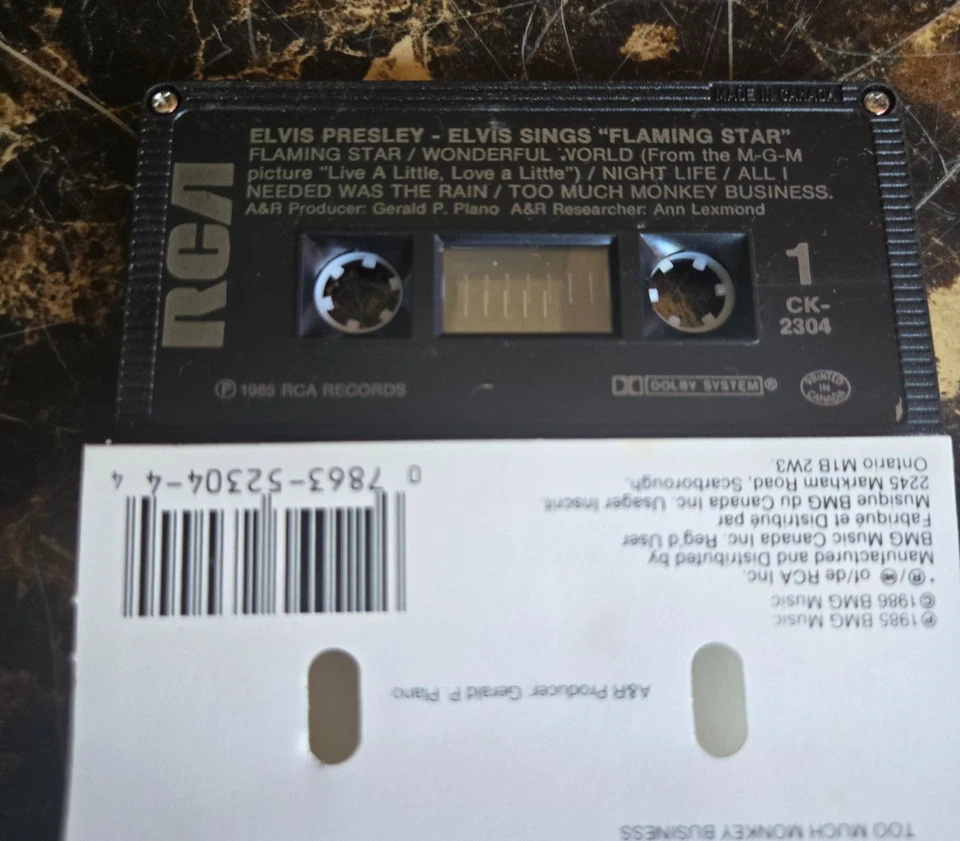 MADE IN CANADA
ELVIS PRESLEY - ELVIS SINGS "FLAMING STAR"
FLAMING STAR / WONDERFUL WORLD (From the M-G-M
picture "Live A Little, Love a Little") / NIGHT LIFE / ALL I
NEEDED WAS THE RAIN / TOO MUCH MONKEY BUSINESS.
A&R Producer: Gerald P. Plano A&R Researcher: Ann Lexmond
RCA
1
CK-
2304
℗ 1985 RCA RECORDS
DOLBY SYSTEM®
PRINTED
IN
CANADA
TOO MUCH MONKEY BUSINESS
A&R Producer: Gerald P. Plano
℗1985 BMG Music
©1986 BMG Music
of/de RCA Inc.
Manufactured and Distributed by
BMG Music Canada Inc. Reg'd User
Fabriqué et Distribué par
Musique BMG du Canada Inc. Usager Inscrit.
2245 Markham Road, Scarborough,
Ontario M1B 2W3.
0 7863-52304-4 4